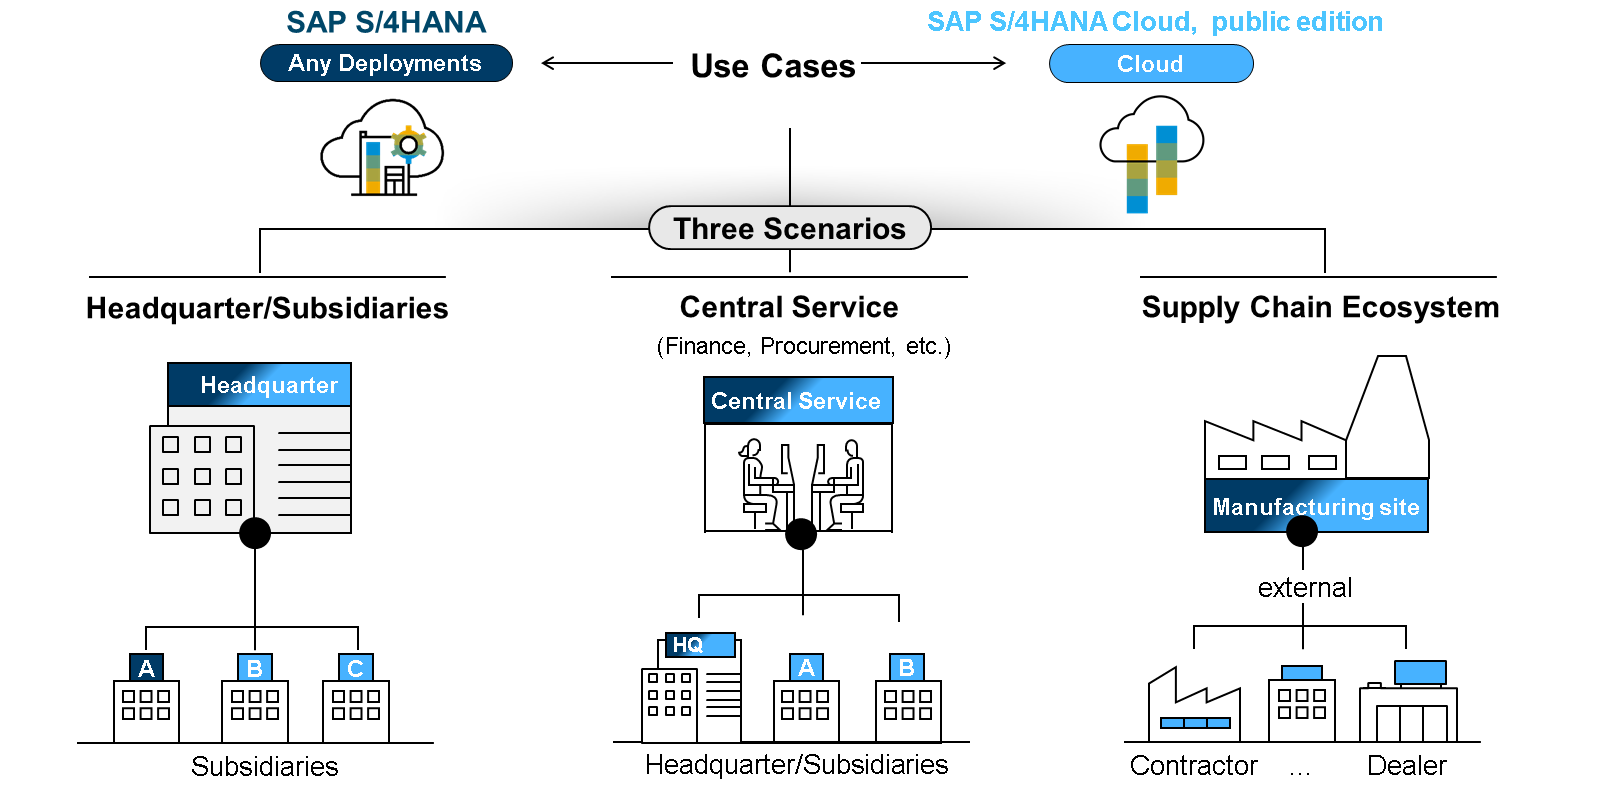 SAP S/4HANA
SAP S/4HANA Cloud, public edition
Any Deployments
Use Cases
Cloud
Three Scenarios
Headquarter/Subsidiaries
Central Service
(Finance, Procurement, etc.)
Supply Chain Ecosystem
Headquarter
Central Service
Manufacturing site
external
HQ
A
B
C
A
B
Subsidiaries
Headquarter/Subsidiaries
Contractor ... Dealer